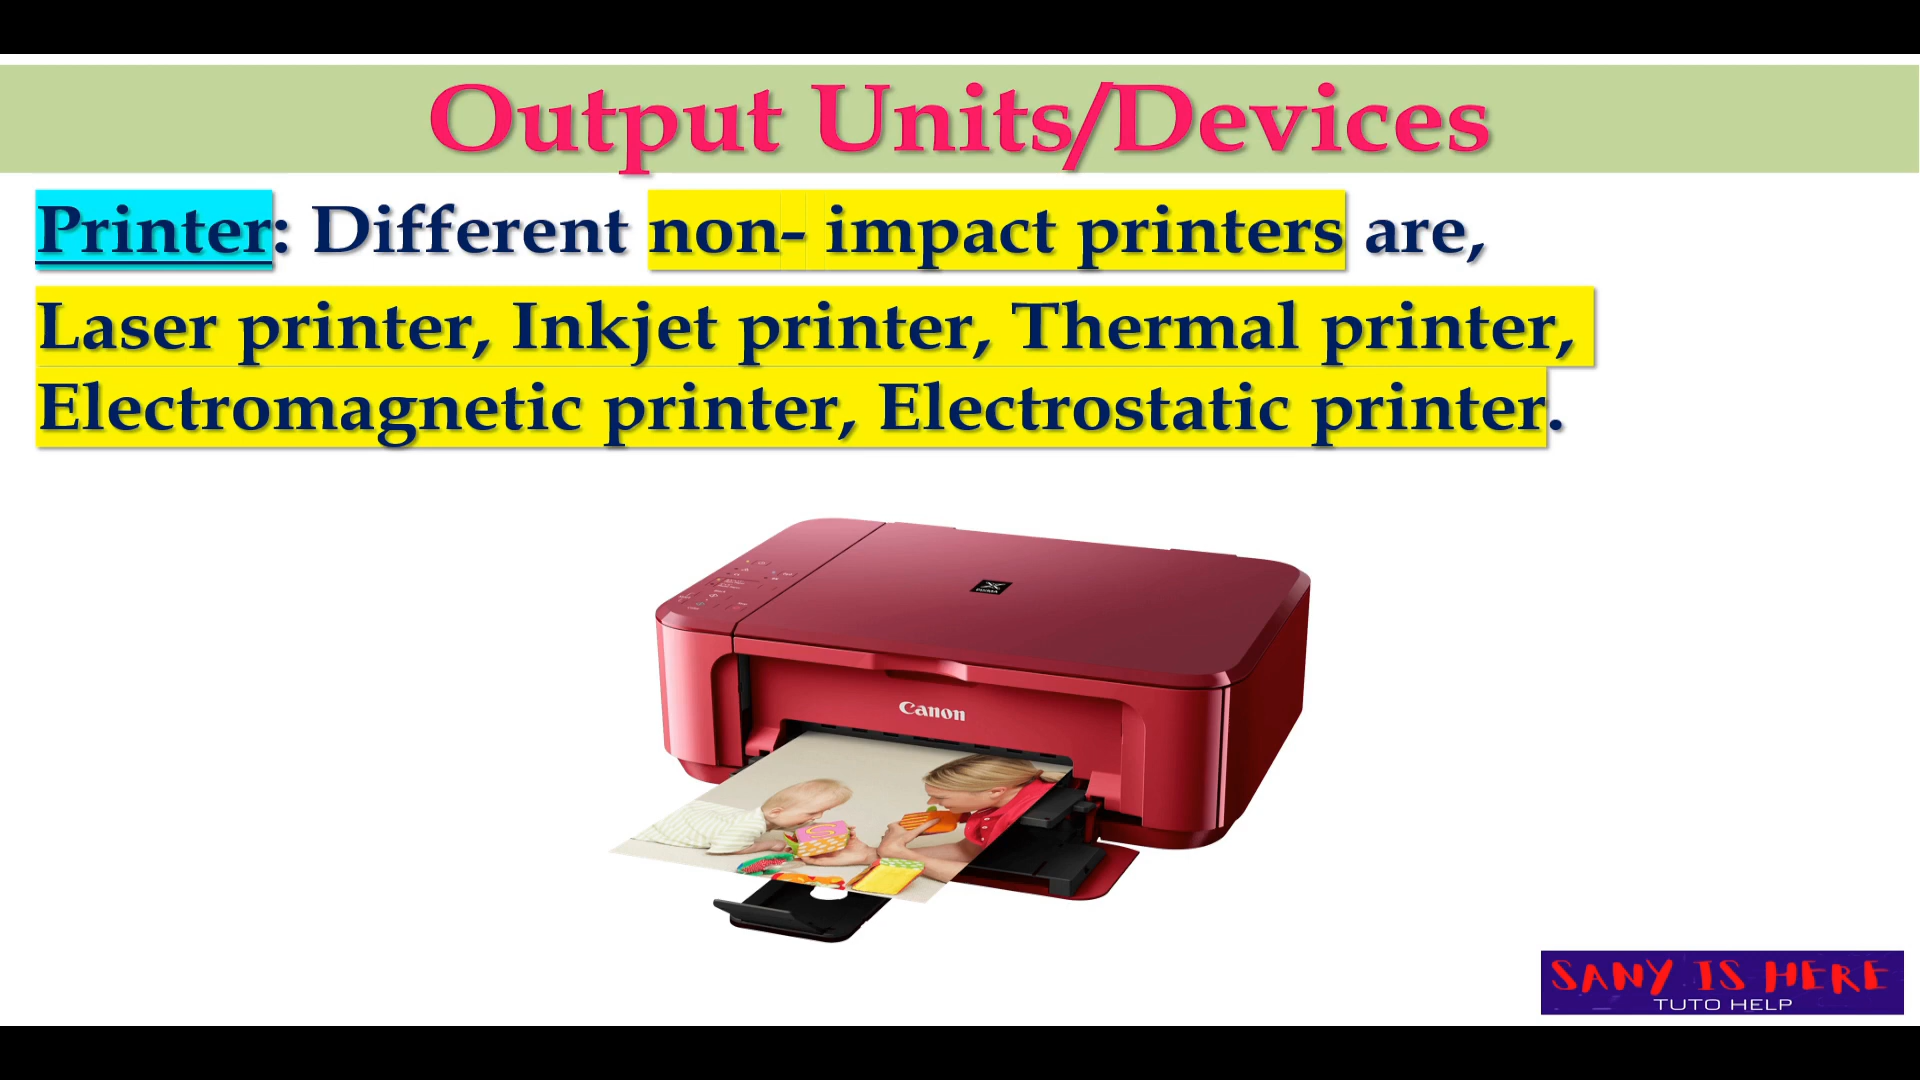 Output Units/Devices
Printer: Different non- impact printers are,
Laser printer, Inkjet printer, Thermal printer,
Electromagnetic printer, Electrostatic printer.
Canon
SANY IS HERE
TUTO HELP